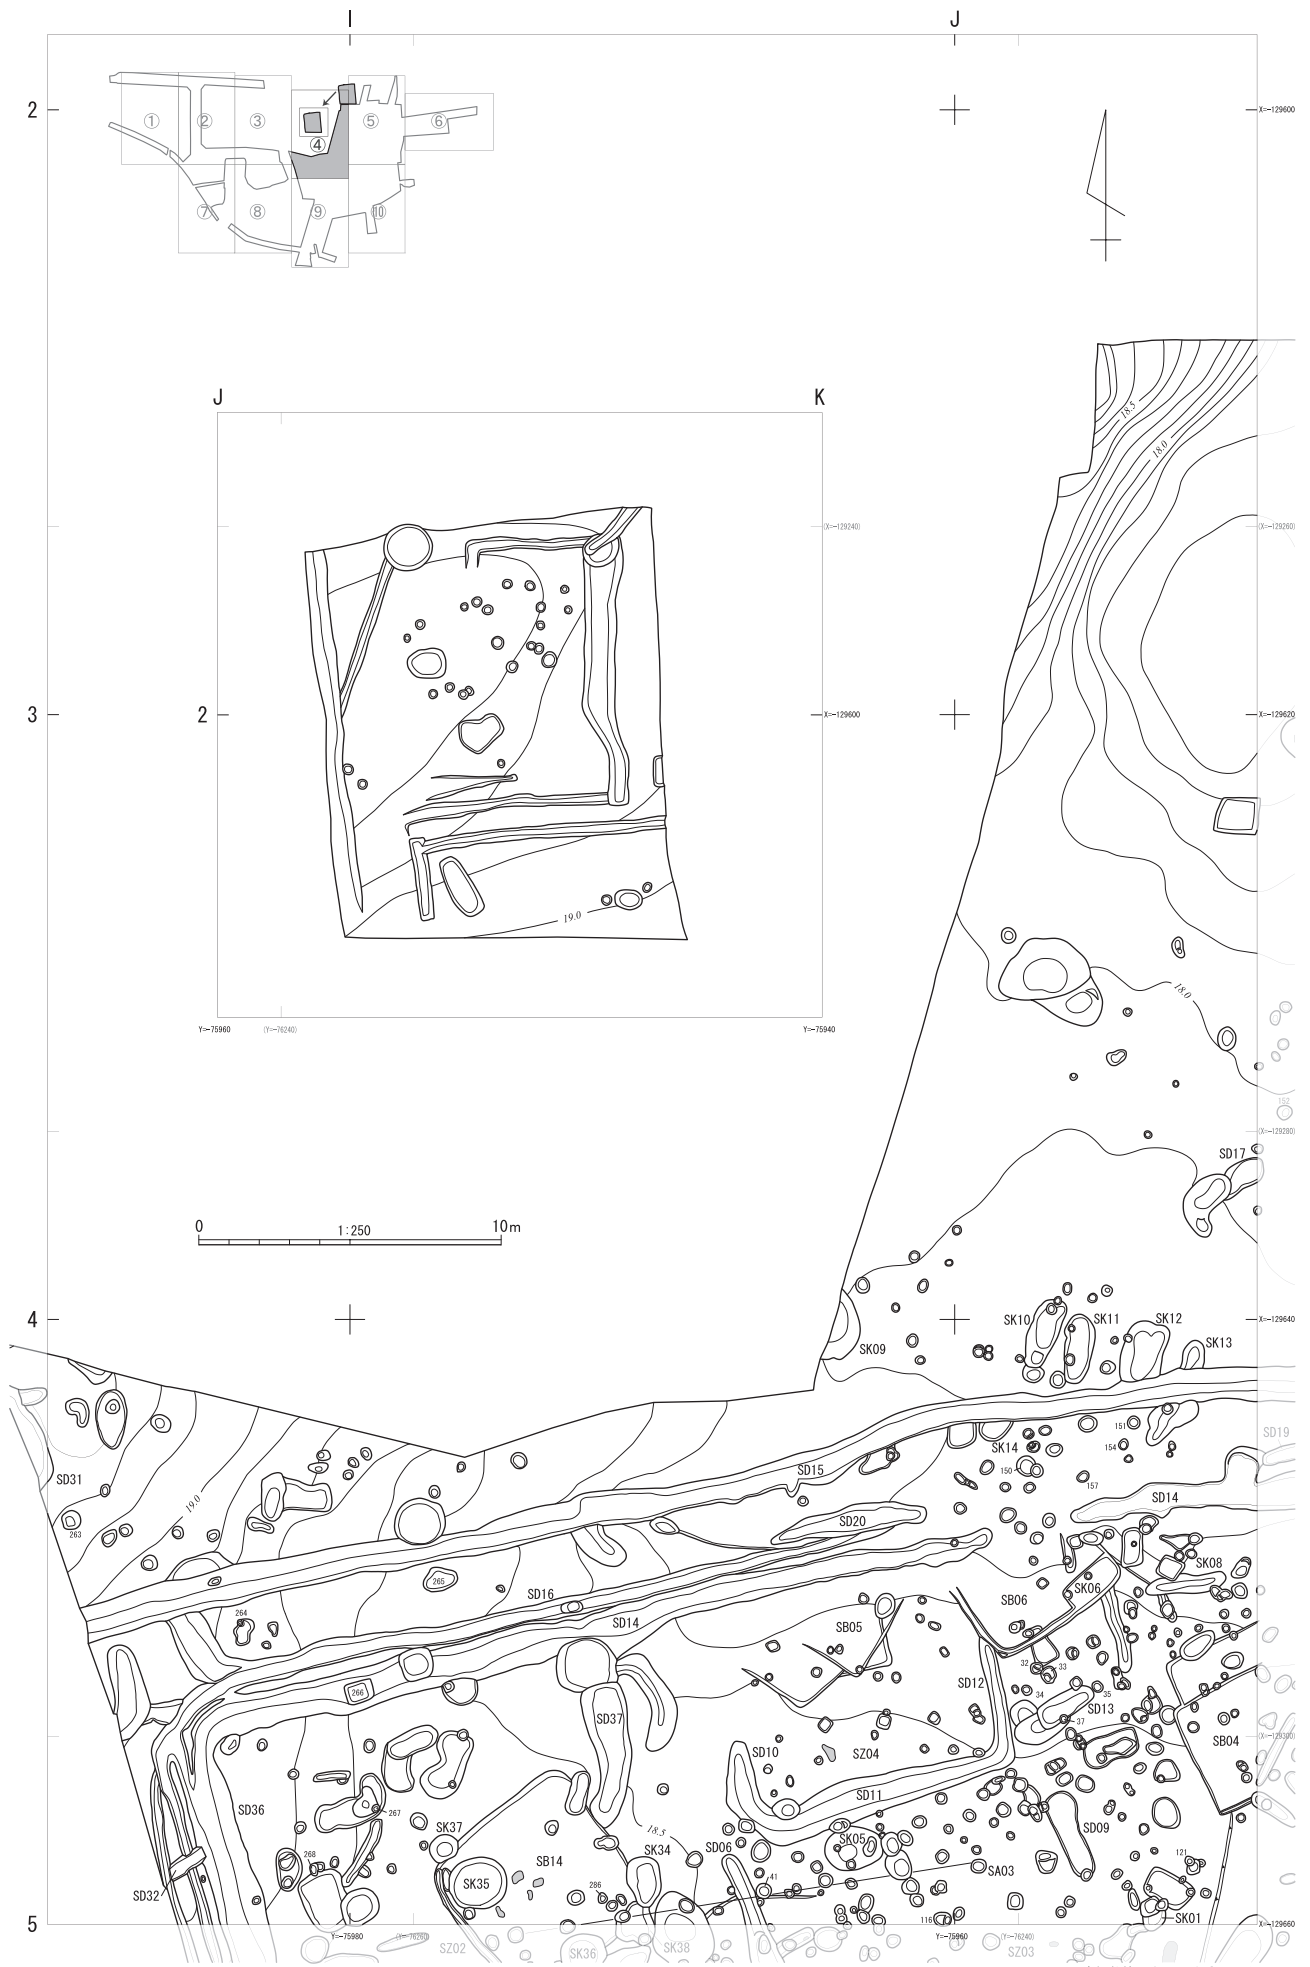 I
J
2
X=-129600
①
②
③
④
⑤
⑥
⑦
⑧
⑨
⑩
18.5
18.0
J
K
(X=-129240)
(X=-129260)
3
2
X=-129600
X=-129620
19.0
18.0
Y=-75960
(Y=-76240)
Y=-75940
152
(X=-129280)
SD17
0
1:250
10m
4
X=-129640
SK10
SK11
SK12
SK13
SK09
151
SD19
154
SK14
150
157
SD31
SD15
19.0
SD14
263
SD20
SK08
265
SK06
SD16
SB06
264
SD14
SB05
32
33
SD12
266
34
35
SD13
37
SD37
(X=-129300)
SB04
SD10
SZ04
SD11
SD36
267
18.5
SK37
SD09
SK05
268
SK34
SD06
121
SB14
SA03
SK35
41
SD32
286
116
SK01
5
X=-129660
Y=-75980
(Y=-76260)
Y=-75960
(Y=-76240)
SZ02
SK36
SK38
SZ03